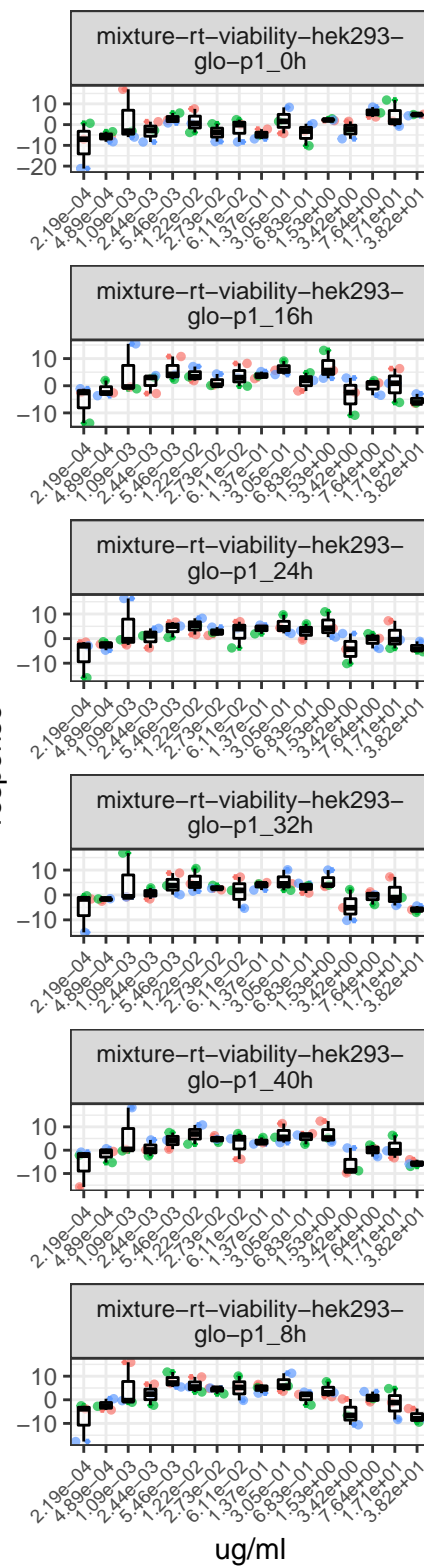 mixture−rt−viability−hek293−
glo−p1_0h
10
0
−10
−20
2.19e−04
4.89e−04
1.09e−03
2.44e−03
5.46e−03
1.22e−02
2.73e−02
6.11e−02
1.37e−01
3.05e−01
6.83e−01
1.53e+00
3.42e+00
7.64e+00
1.71e+01
3.82e+01
mixture−rt−viability−hek293−
glo−p1_16h
10
0
−10
2.19e−04
4.89e−04
1.09e−03
2.44e−03
5.46e−03
1.22e−02
2.73e−02
6.11e−02
1.37e−01
3.05e−01
6.83e−01
1.53e+00
3.42e+00
7.64e+00
1.71e+01
3.82e+01
mixture−rt−viability−hek293−
glo−p1_24h
10
0
−10
2.19e−04
4.89e−04
1.09e−03
2.44e−03
5.46e−03
1.22e−02
2.73e−02
6.11e−02
1.37e−01
3.05e−01
6.83e−01
1.53e+00
3.42e+00
7.64e+00
1.71e+01
3.82e+01
mixture−rt−viability−hek293−
glo−p1_32h
10
0
−10
2.19e−04
4.89e−04
1.09e−03
2.44e−03
5.46e−03
1.22e−02
2.73e−02
6.11e−02
1.37e−01
3.05e−01
6.83e−01
1.53e+00
3.42e+00
7.64e+00
1.71e+01
3.82e+01
mixture−rt−viability−hek293−
glo−p1_40h
10
0
−10
2.19e−04
4.89e−04
1.09e−03
2.44e−03
5.46e−03
1.22e−02
2.73e−02
6.11e−02
1.37e−01
3.05e−01
6.83e−01
1.53e+00
3.42e+00
7.64e+00
1.71e+01
3.82e+01
mixture−rt−viability−hek293−
glo−p1_8h
10
0
−10
2.19e−04
4.89e−04
1.09e−03
2.44e−03
5.46e−03
1.22e−02
2.73e−02
6.11e−02
1.37e−01
3.05e−01
6.83e−01
1.53e+00
3.42e+00
7.64e+00
1.71e+01
3.82e+01
ug/ml